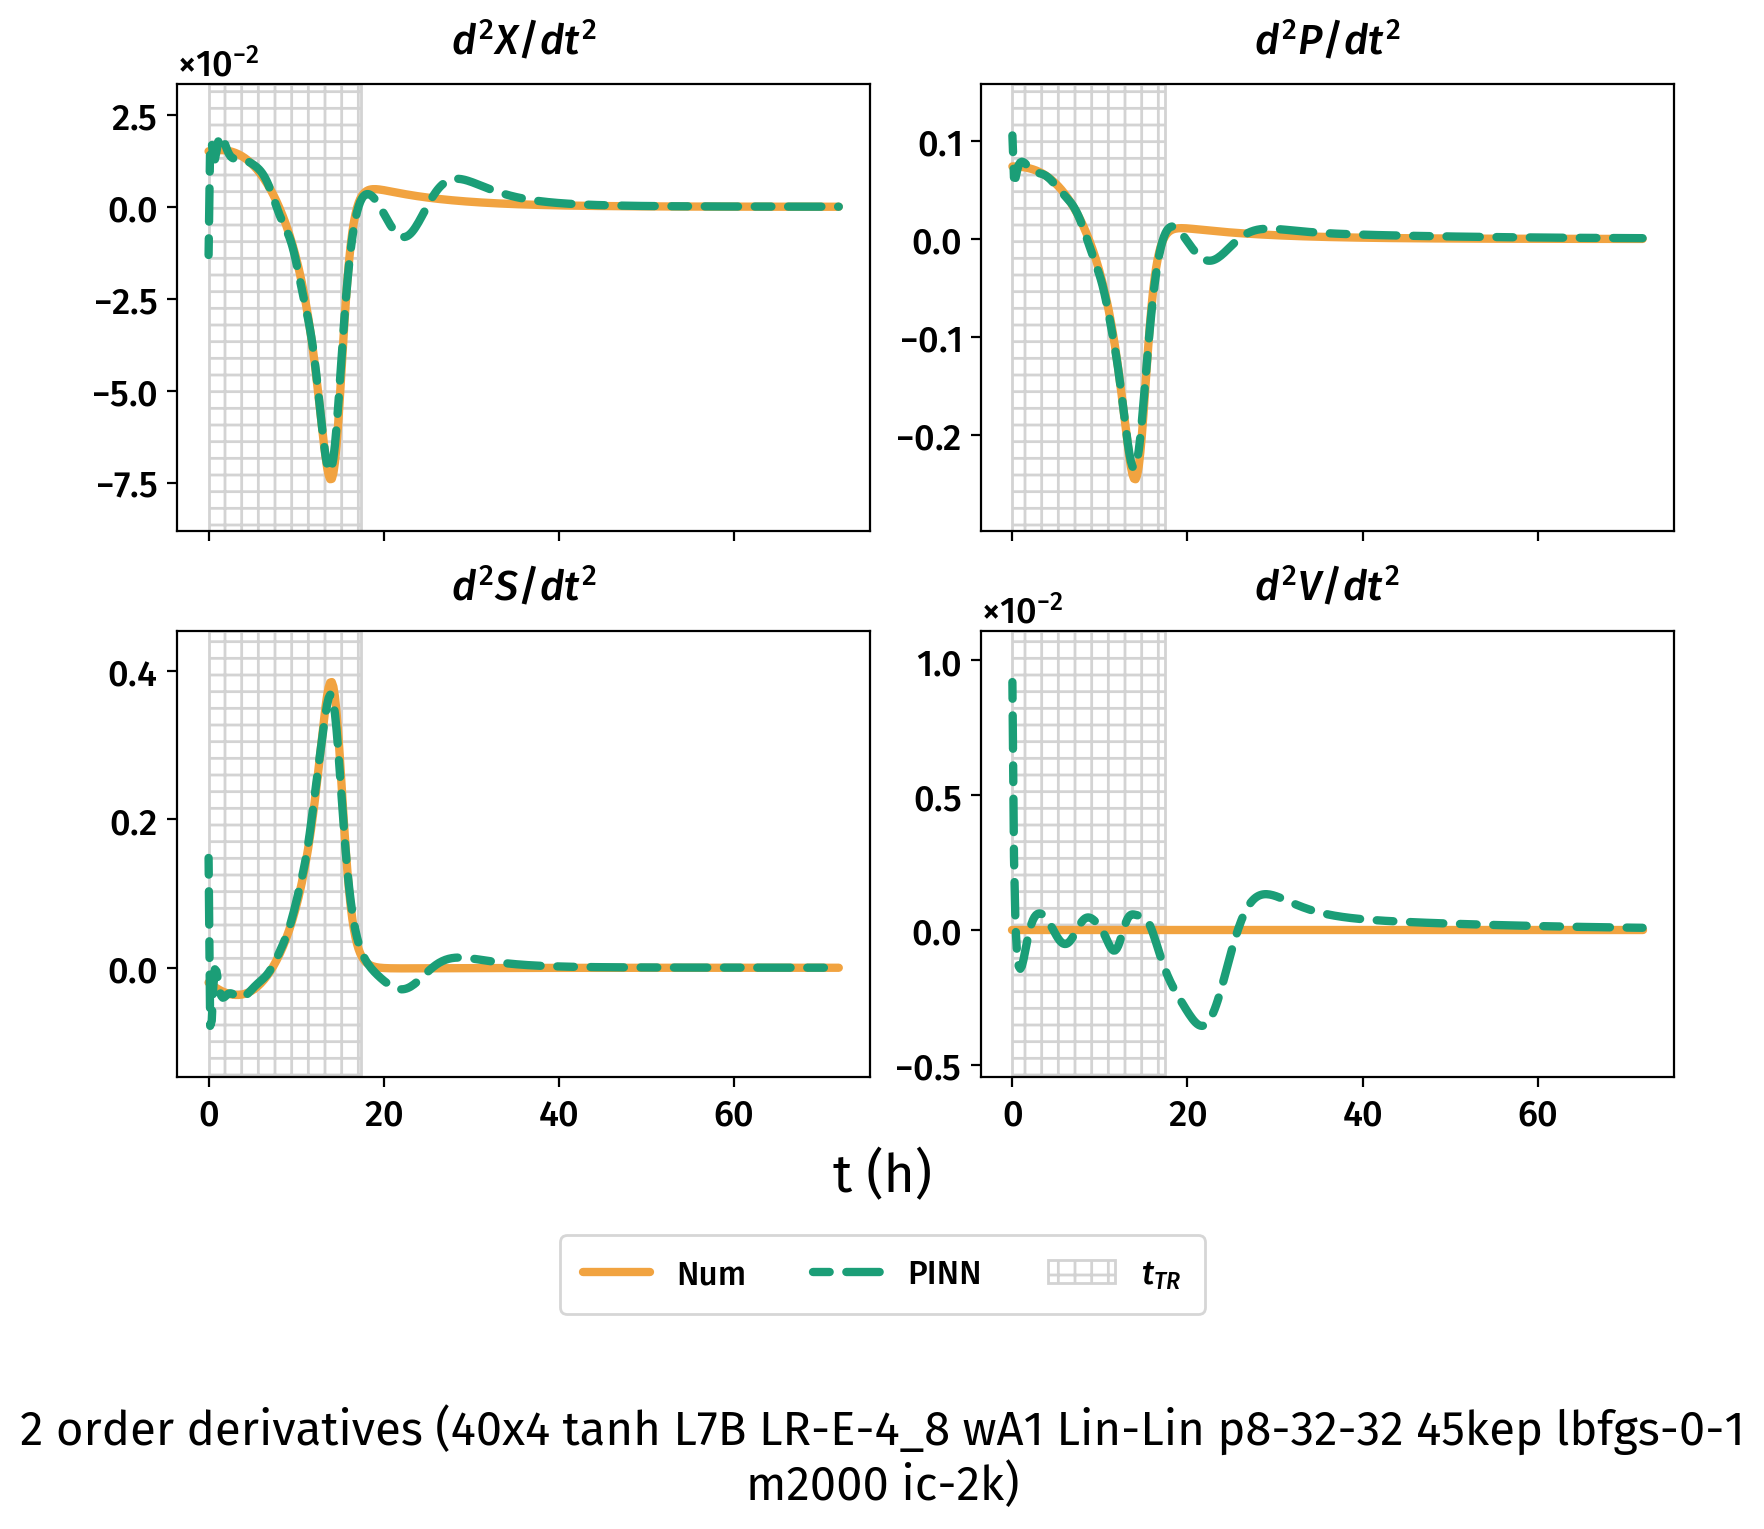 d²X/dt²
d²P/dt²
×10⁻²
2.5
0.0
−2.5
−5.0
−7.5
0.1
0.0
−0.1
−0.2
d²S/dt²
d²V/dt²
×10⁻²
0.4
0.2
0.0
1.0
0.5
0.0
−0.5
0 20 40 60
0 20 40 60
t (h)
Num PINN t_TR
2 order derivatives (40x4 tanh L7B LR-E-4_8 wA1 Lin-Lin p8-32-32 45kep lbfgs-0-1
m2000 ic-2k)